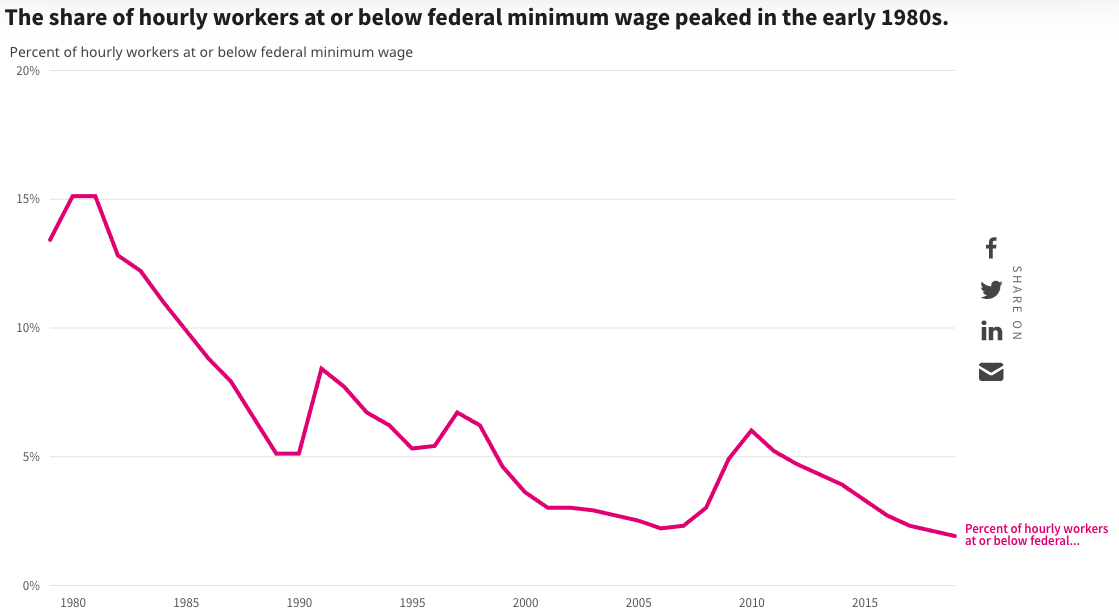 The share of hourly workers at or below federal minimum wage peaked in the early 1980s.
Percent of hourly workers at or below federal minimum wage
20%
15%
10%
5%
0%
1980 1985 1990 1995 2000 2005 2010 2015
Percent of hourly workers
at or below federal...
SHARE ON